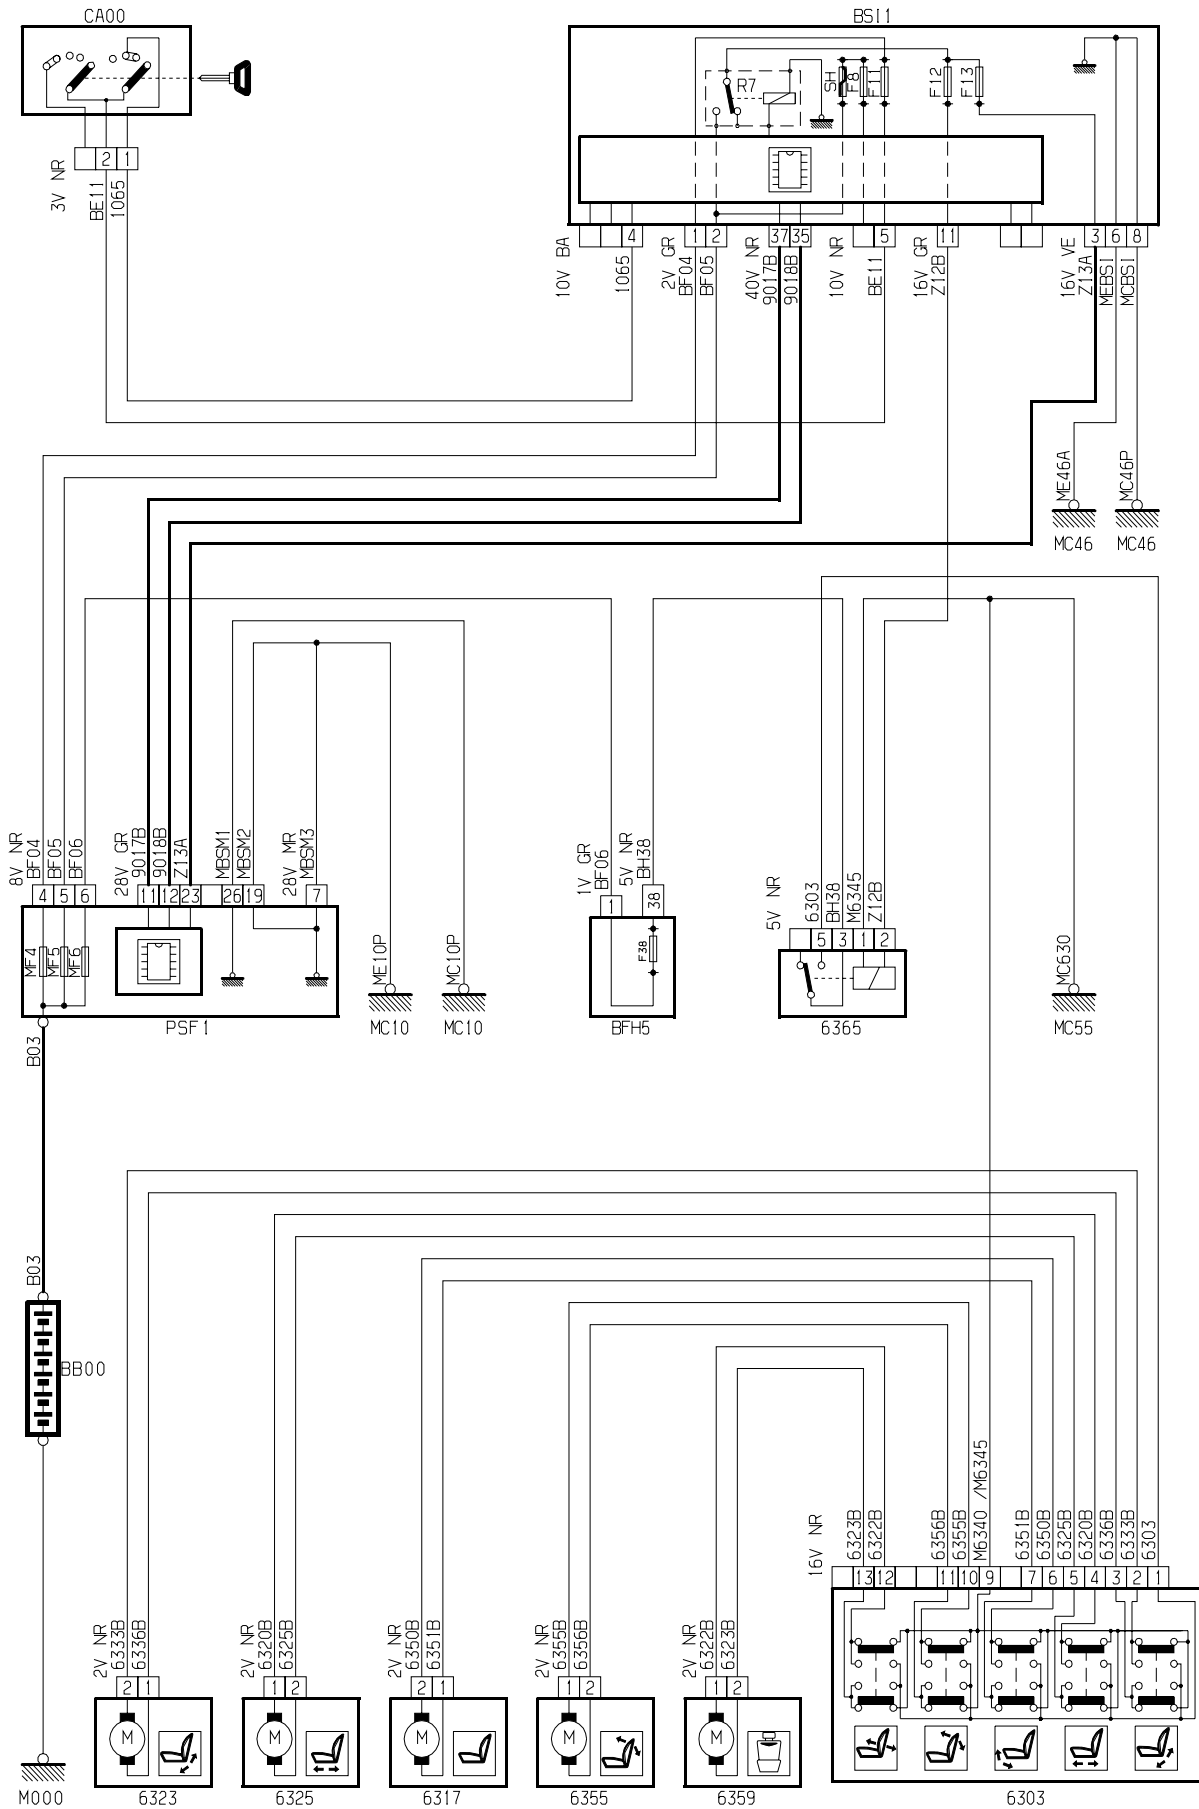 CA00
BSI1
R7
SH
F8
F11
F12
F13
2
1
3V NR
BE11
1065
4
1
2
37
35
5
11
3
6
8
10V BA
1065
2V GR
BF04
BF05
40V NR
9017B
9018B
10V NR
BE11
16V GR
Z12B
16V VE
Z13A
MEBSI
MCBSI
ME46A
MC46P
MC46
MC46
8V NR
BF04
BF05
BF06
28V GR
9017B
9018B
Z13A
MBSM1
MBSM2
28V MR
MBSM3
4
5
6
11
12
23
26
19
7
MF4
MF5
MF6
PSF1
ME10P
MC10P
MC10
MC10
1V GR
BF06
5V NR
BH38
1
38
F38
BFH5
5V NR
6303
BH38
M6345
Z12B
5
3
1
2
6365
MC630
MC55
B03
B03
BB00
M000
16V NR
6323B
6322B
6356B
6355B
M6340 /M6345
6351B
6350B
6325B
6320B
6336B
6333B
6303
13
12
11
10
9
7
6
5
4
3
2
1
2V NR
6333B
6336B
2V NR
6320B
6325B
2V NR
6350B
6351B
2V NR
6355B
6356B
2V NR
6322B
6323B
2
1
1
2
2
1
1
2
1
2
M
M
M
M
M
6323
6325
6317
6355
6359
6303